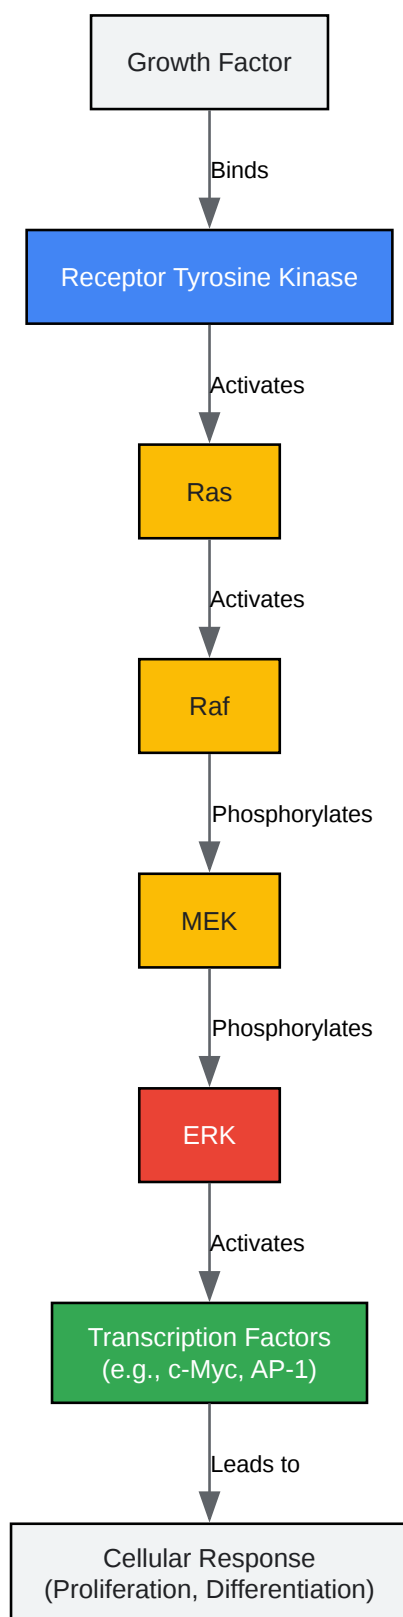 Growth Factor
Binds
Receptor Tyrosine Kinase
Activates
Ras
Activates
Raf
Phosphorylates
MEK
Phosphorylates
ERK
Activates
Transcription Factors
(e.g., c-Myc, AP-1)
Leads to
Cellular Response
(Proliferation, Differentiation)